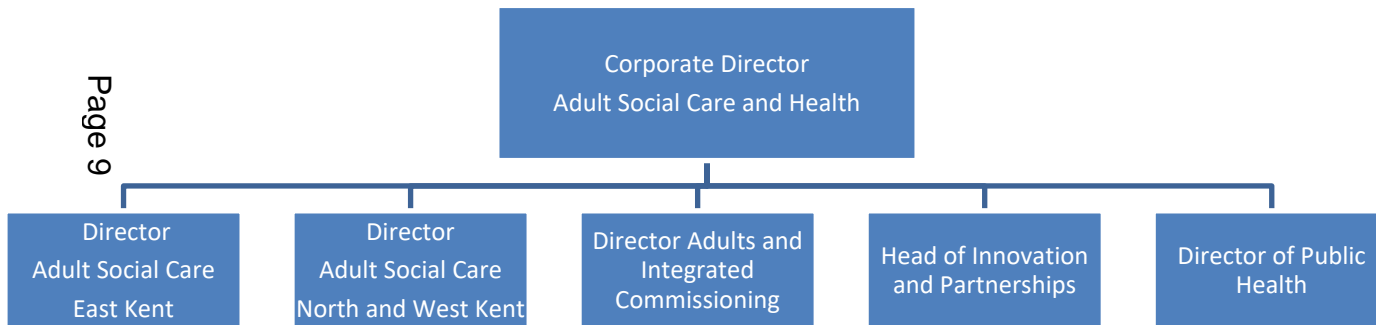 Corporate Director
Adult Social Care and Health
Page 9
Director
Adult Social Care
East Kent
Director
Adult Social Care
North and West Kent
Director Adults and
Integrated
Commissioning
Head of Innovation
and Partnerships
Director of Public
Health